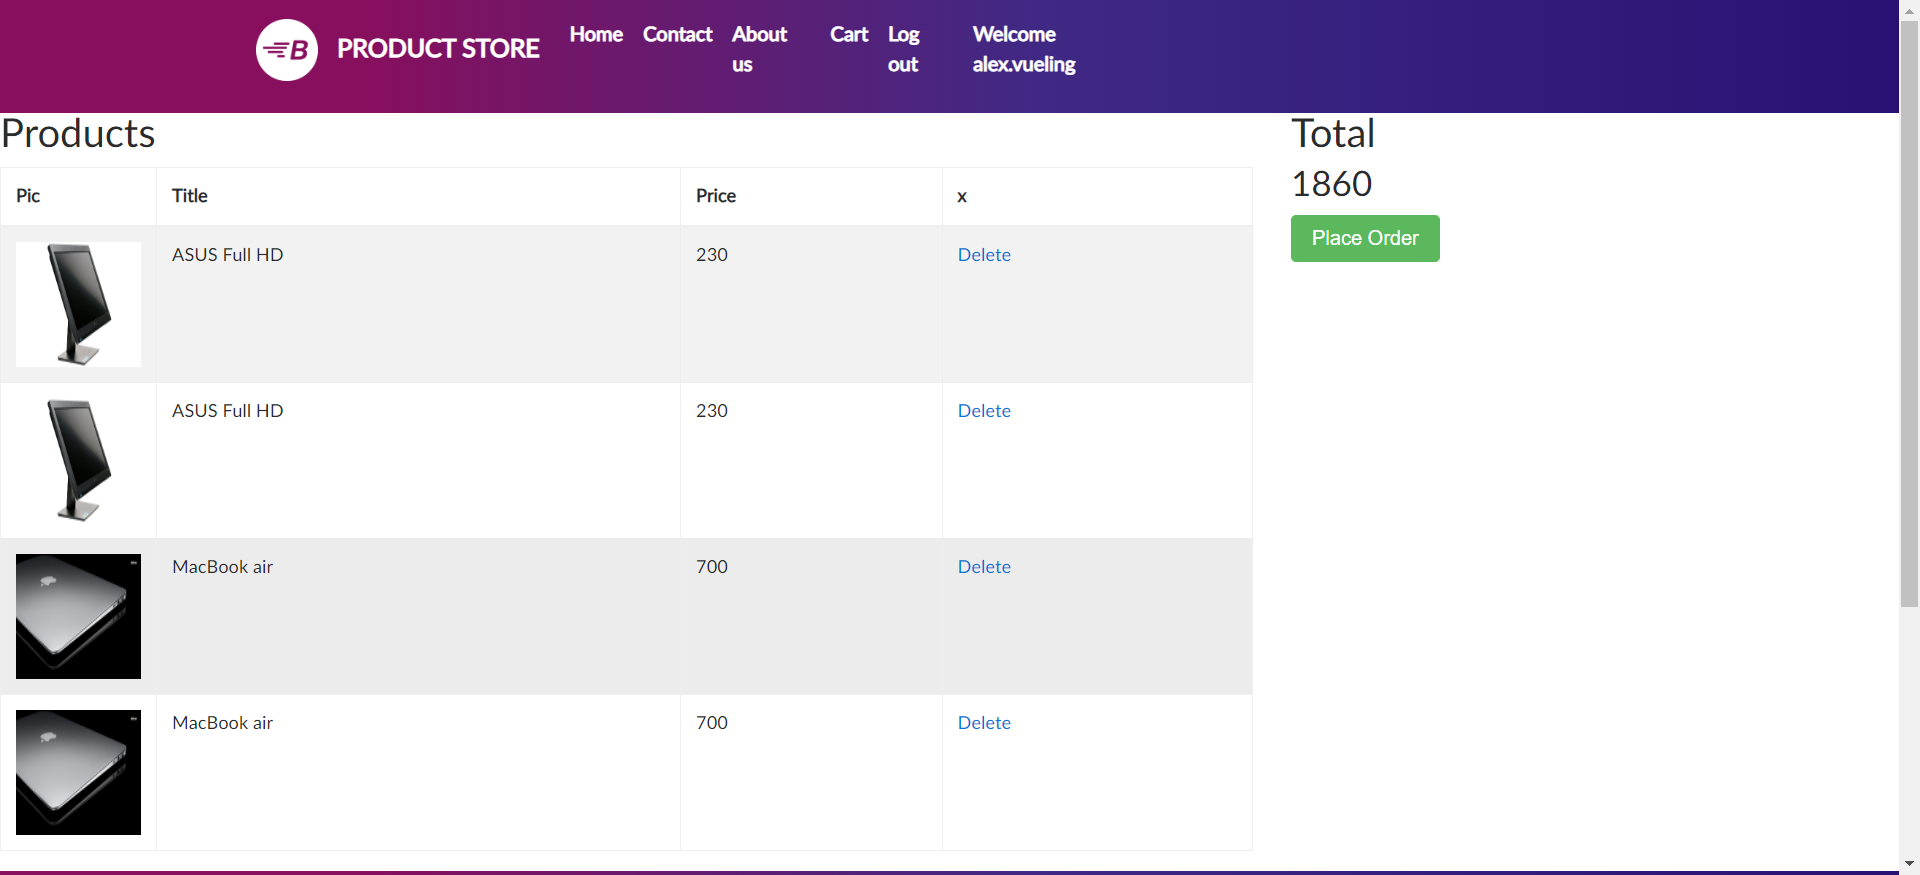 B PRODUCT STORE Home Contact About us Cart Log out Welcome alex.vueling
Products
Total
1860
Place Order
Pic Title Price x
ASUS Full HD 230 Delete
ASUS Full HD 230 Delete
MacBook air 700 Delete
MacBook air 700 Delete